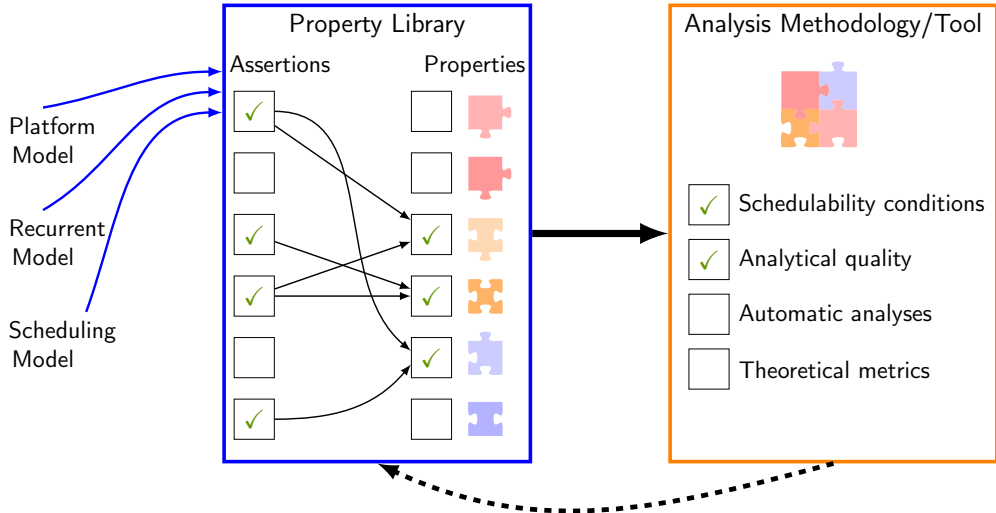 Property Library
Analysis Methodology/Tool
Assertions
Properties
Platform
Model
Recurrent
Model
Scheduling
Model
Schedulability conditions
Analytical quality
Automatic analyses
Theoretical metrics